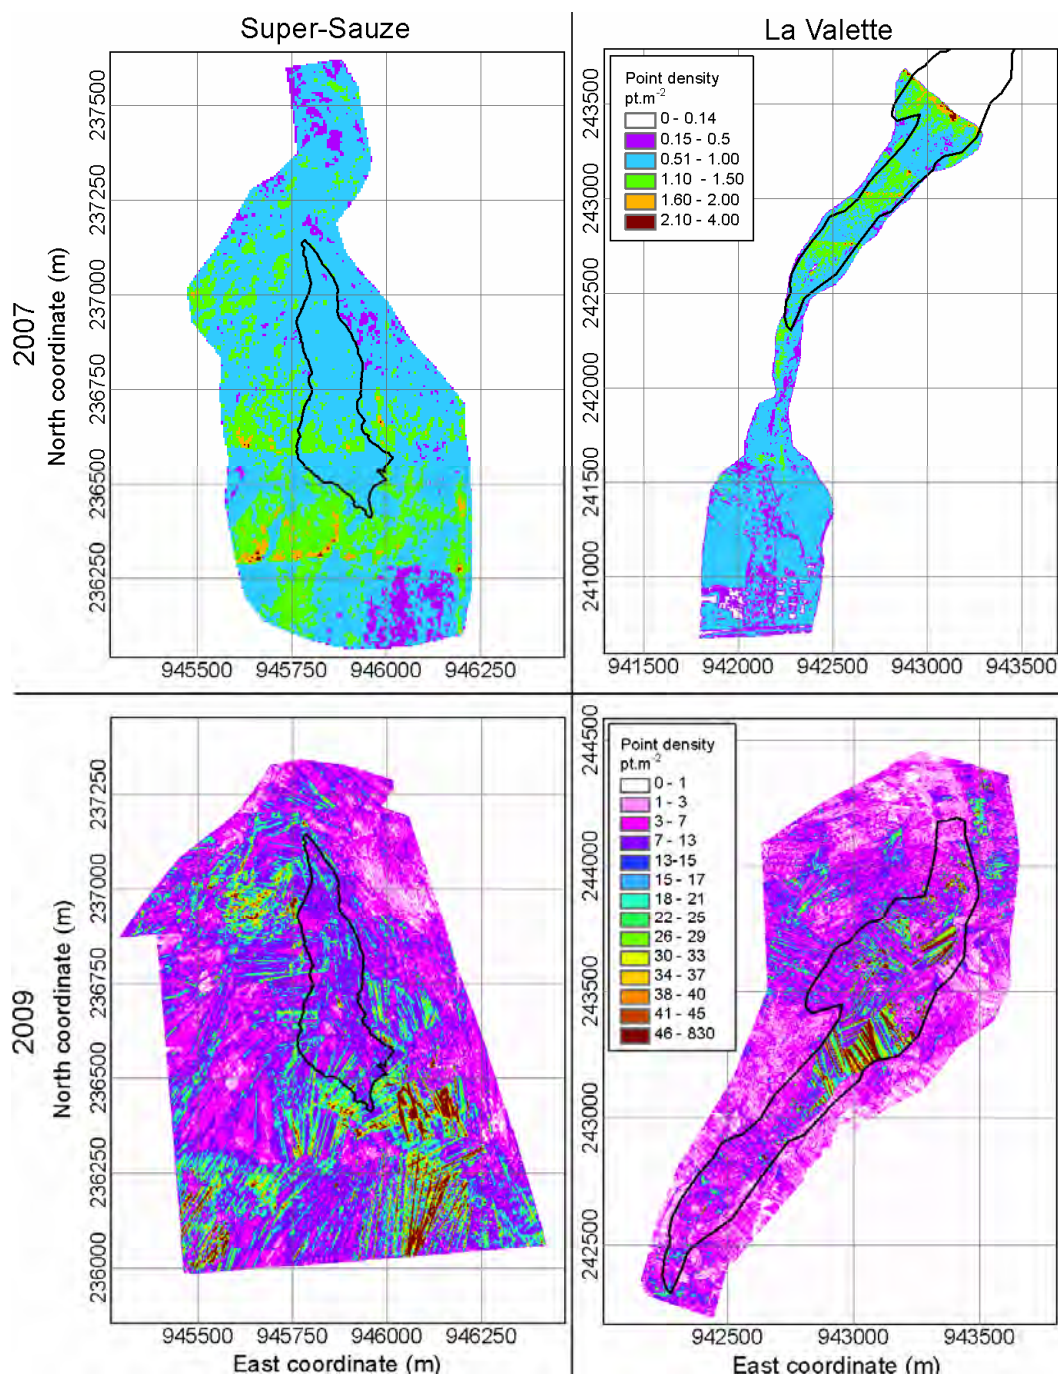 Super-Sauze
La Valette
2007
North coordinate (m)
237500
237250
237000
236750
236500
236250
945500 945750 946000 946250
Point density
pt.m-2
0 - 0.14
0.15 - 0.5
0.51 - 1.00
1.10 - 1.50
1.60 - 2.00
2.10 - 4.00
243500
243000
242500
242000
241500
241000
941500 942000 942500 943000 943500
2009
North coordinate (m)
237250
237000
236750
236500
236250
236000
945500 945750 946000 946250
East coordinate (m)
Point density
pt.m-2
0 - 1
1 - 3
3 - 7
7 - 13
13-15
15 - 17
18 - 21
22 - 25
26 - 29
30 - 33
34 - 37
38 - 40
41 - 45
46 - 830
244500
244000
243500
243000
242500
942500 943000 943500
East coordinate (m)